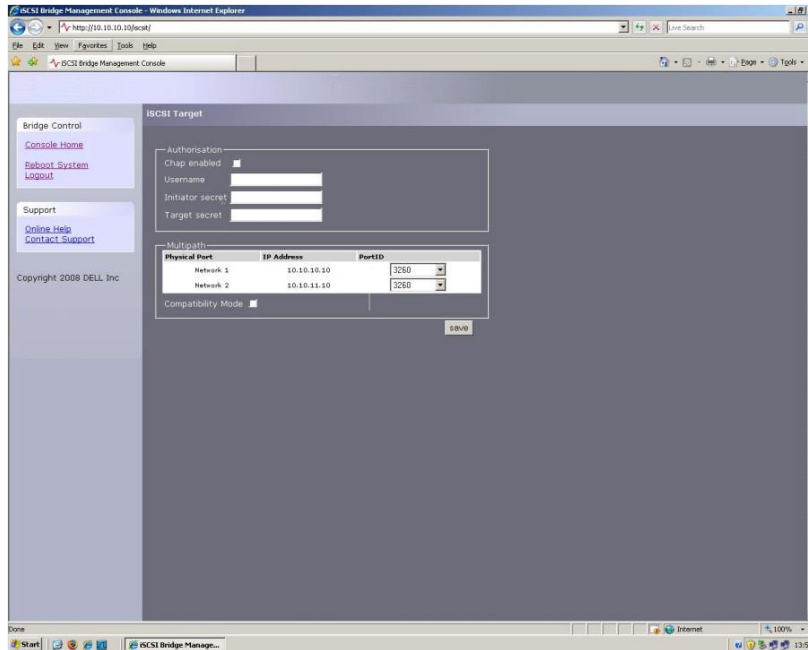 iSCSI Bridge Management Console - Windows Internet Explorer
http://10.10.10.10/iscsit/
Live Search
File Edit View Favorites Tools Help
iSCSI Bridge Management Console
Page Tools
iSCSI Target
Bridge Control
Console Home
Reboot System
Logout
Support
Online Help
Contact Support
Copyright 2008 DELL Inc
Authorisation
Chap enabled
Username
Initiator secret
Target secret
Multipath
Physical Port IP Address PortID
Network 1 10.10.10.10 3260
Network 2 10.10.11.10 3260
Compatibility Mode
save
Done
Internet
100%
Start
iSCSI Bridge Manage...
13:5